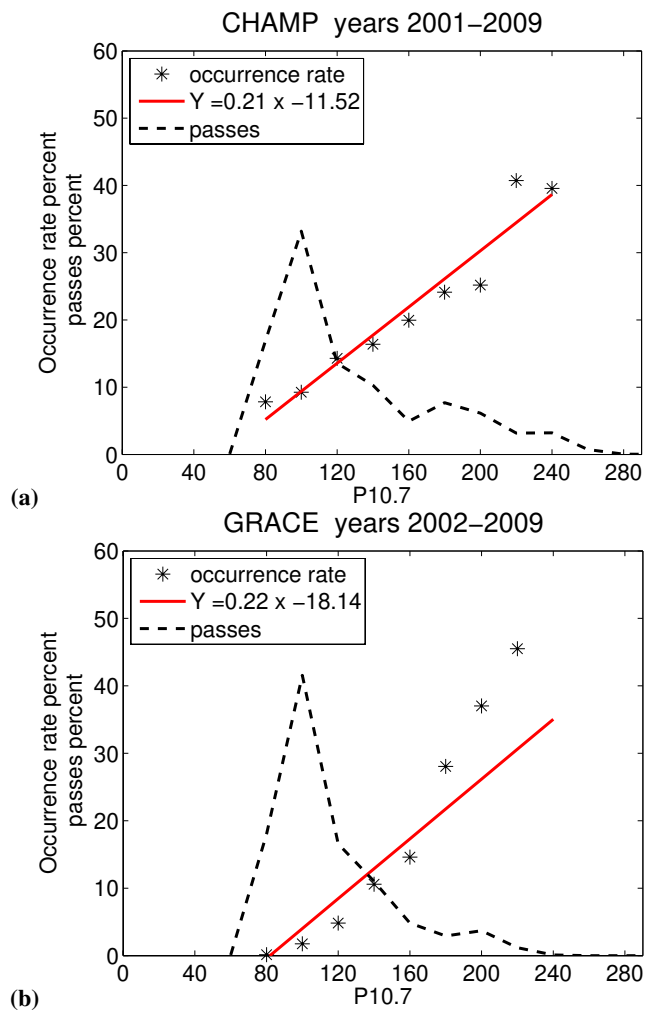 CHAMP years 2001−2009
60
50
40
30
20
10
0
Occurrence rate percent
passes percent
occurrence rate
Y =0.21 x −11.52
passes
0 40 80 120 160 200 240 280
P10.7
(a)
GRACE years 2002−2009
60
50
40
30
20
10
0
Occurrence rate percent
passes percent
occurrence rate
Y =0.22 x −18.14
passes
0 40 80 120 160 200 240 280
P10.7
(b)